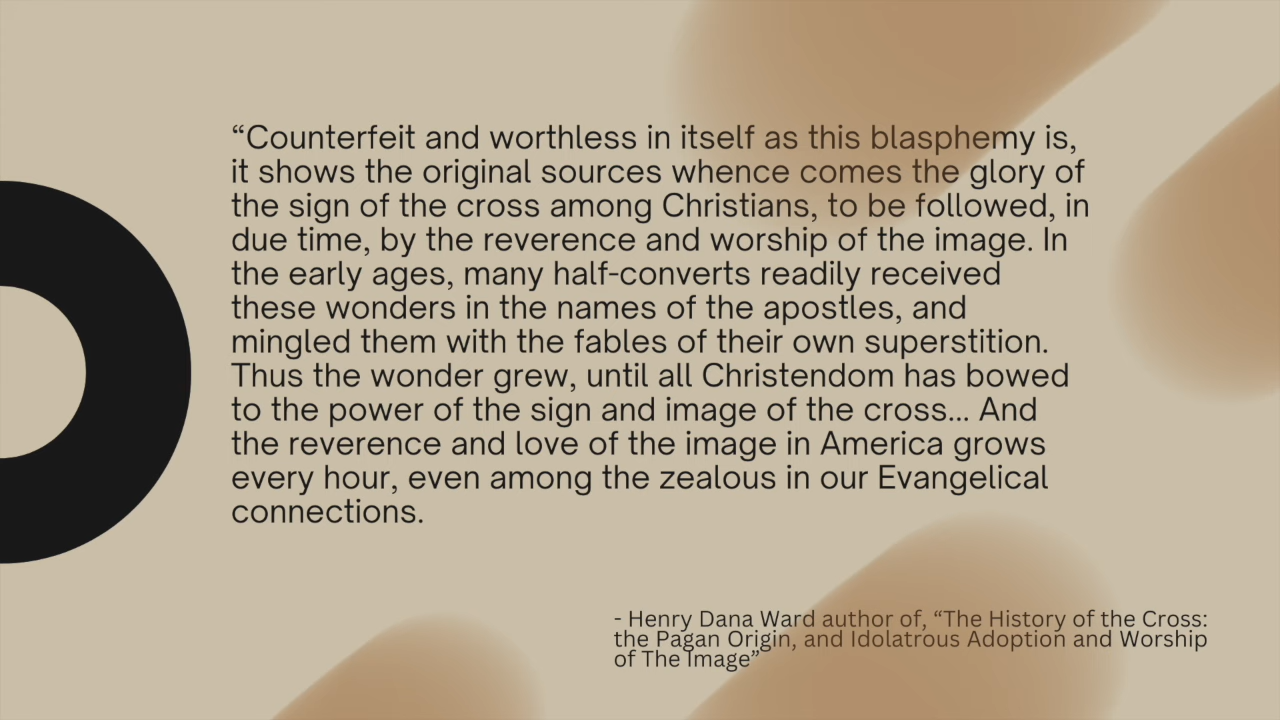 “Counterfeit and worthless in itself as this blasphemy is,
it shows the original sources whence comes the glory of
the sign of the cross among Christians, to be followed, in
due time, by the reverence and worship of the image. In
the early ages, many half-converts readily received
these wonders in the names of the apostles, and
mingled them with the fables of their own superstition.
Thus the wonder grew, until all Christendom has bowed
to the power of the sign and image of the cross... And
the reverence and love of the image in America grows
every hour, even among the zealous in our Evangelical
connections.
- Henry Dana Ward author of, “The History of the Cross:
the Pagan Origin, and Idolatrous Adoption and Worship
of The Image”